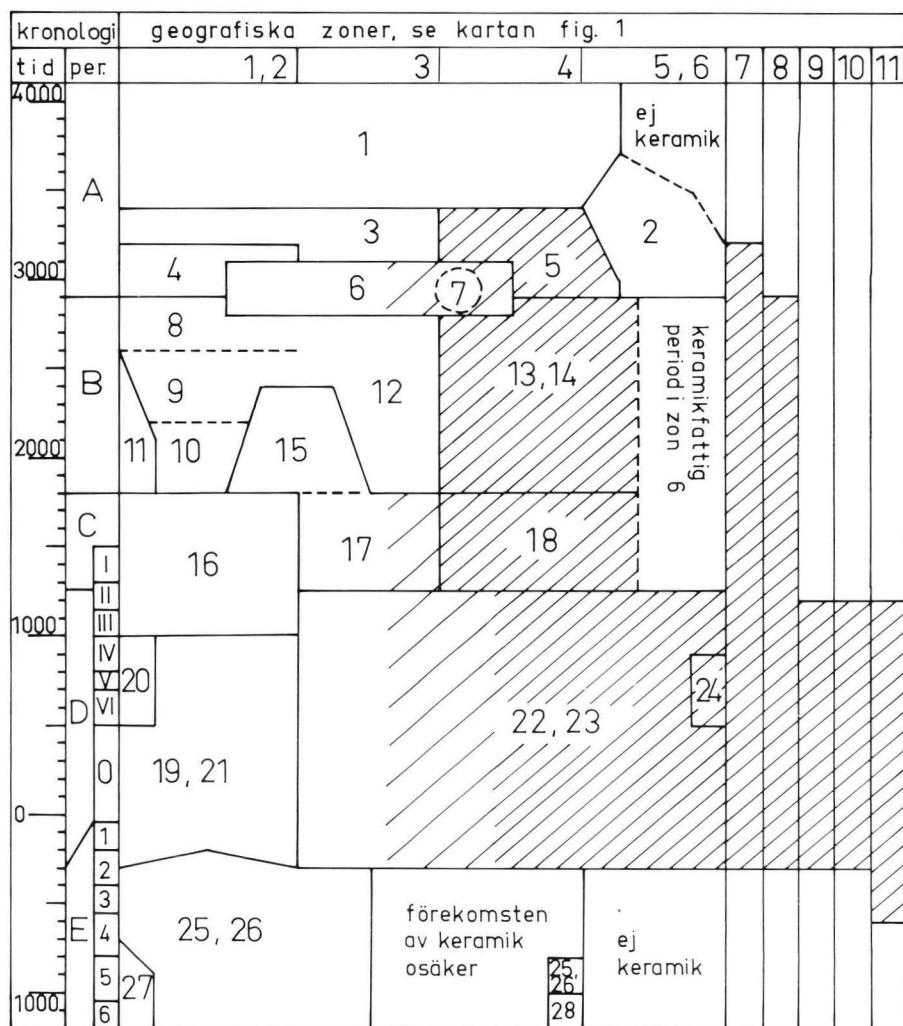 kronologi geografiska zoner, se kartan fig. 1
tid per. 1,2 3 4 5,6 7 8 9 10 11
4000
ej
keramik
1
A
3
2
4
5
3000
6
7
8
keramikfattig
period i zon 6
B
9
12
13,14
11
10
15
2000
C
16
17
18
I
II
III
1000
IV
20
V
24
VI
D
22, 23
0
19, 21
0
1
2
3
E
4
25, 26
förekomsten
av keramik
osäker
ej
keramik
5
27
25,
26
28
1000
6